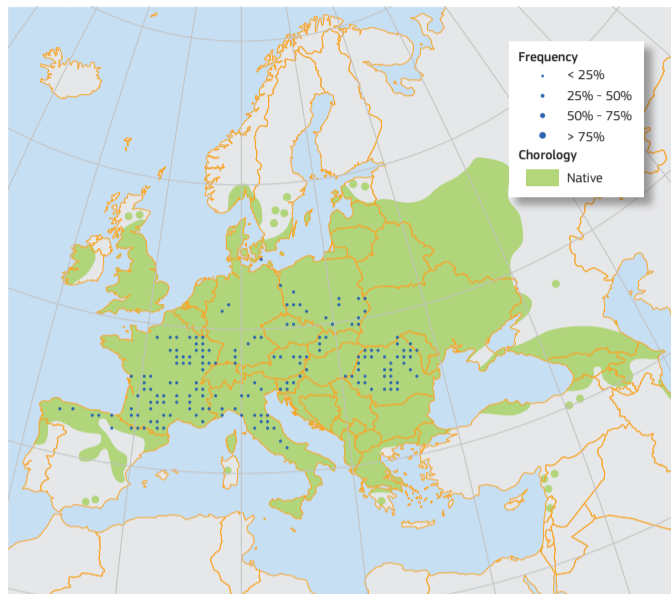 Frequency
< 25%
25% - 50%
50% - 75%
> 75%
Chorology
Native